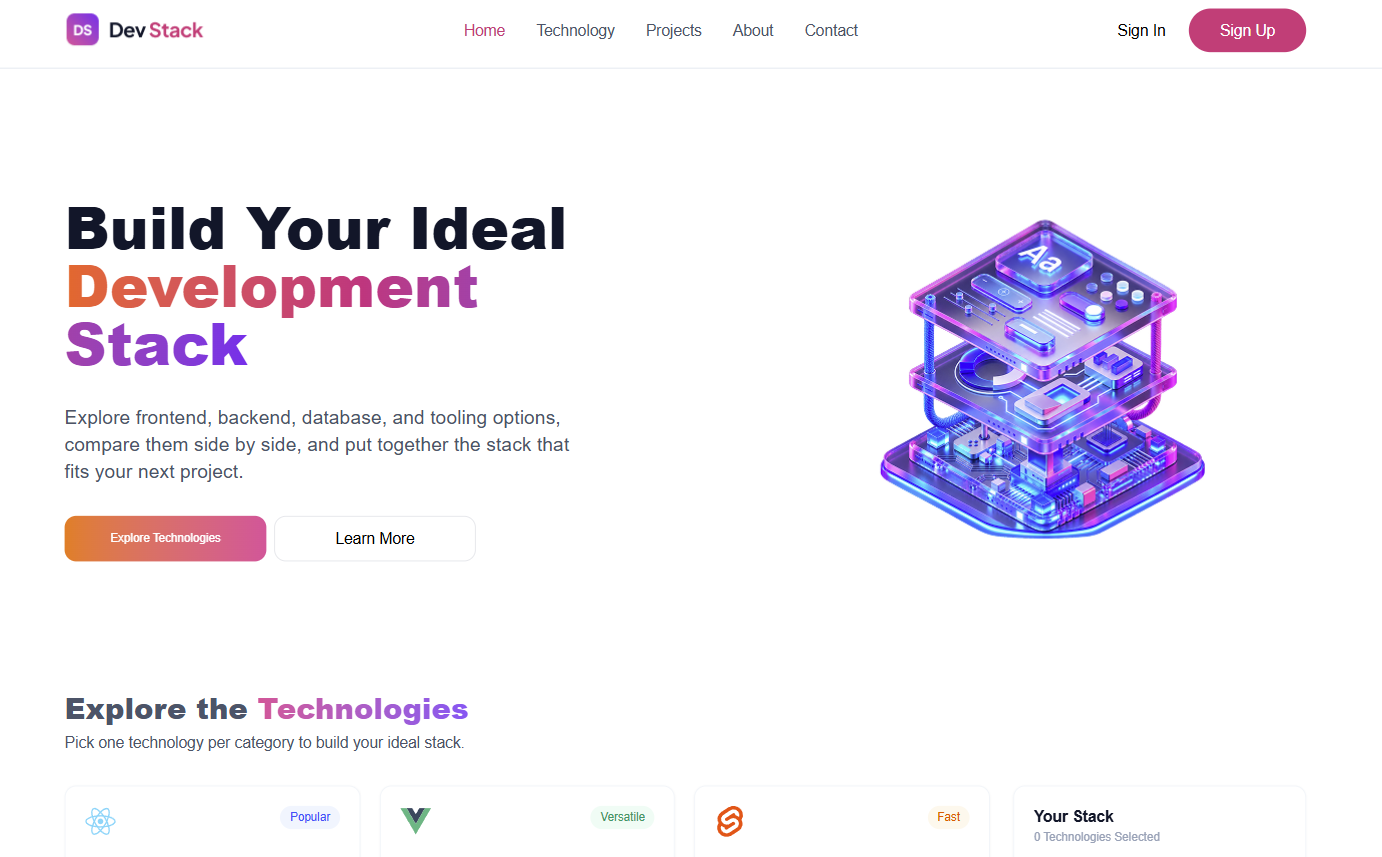 DS Dev Stack
Home Technology Projects About Contact
Sign In Sign Up
Build Your Ideal
Development
Stack
Aa
Explore frontend, backend, database, and tooling options,
compare them side by side, and put together the stack that
fits your next project.
Explore Technologies
Learn More
Explore the Technologies
Pick one technology per category to build your ideal stack.
Popular
Versatile
Fast
Your Stack
0 Technologies Selected